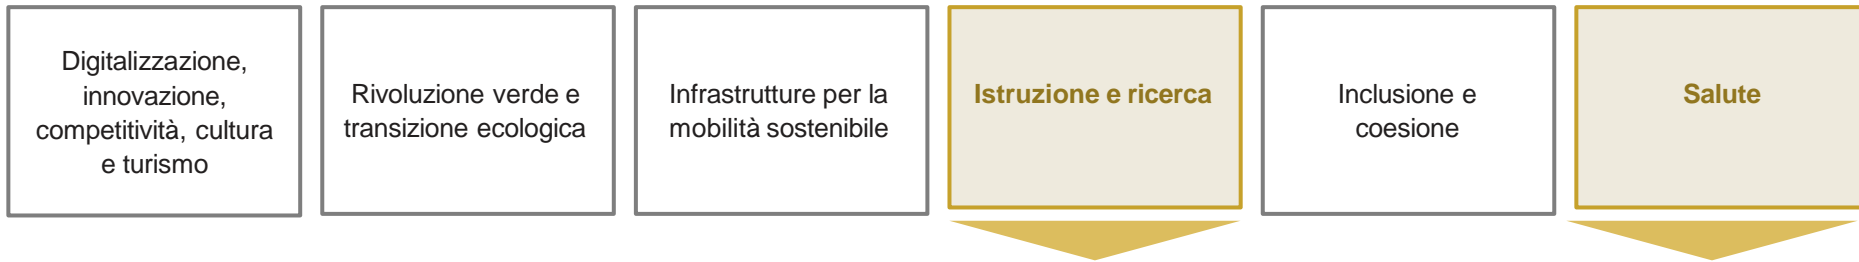 Digitalizzazione,
innovazione,
competitività, cultura
e turismo
Rivoluzione verde e
transizione ecologica
Infrastrutture per la
mobilità sostenibile
Istruzione e ricerca
Inclusione e
coesione
Salute